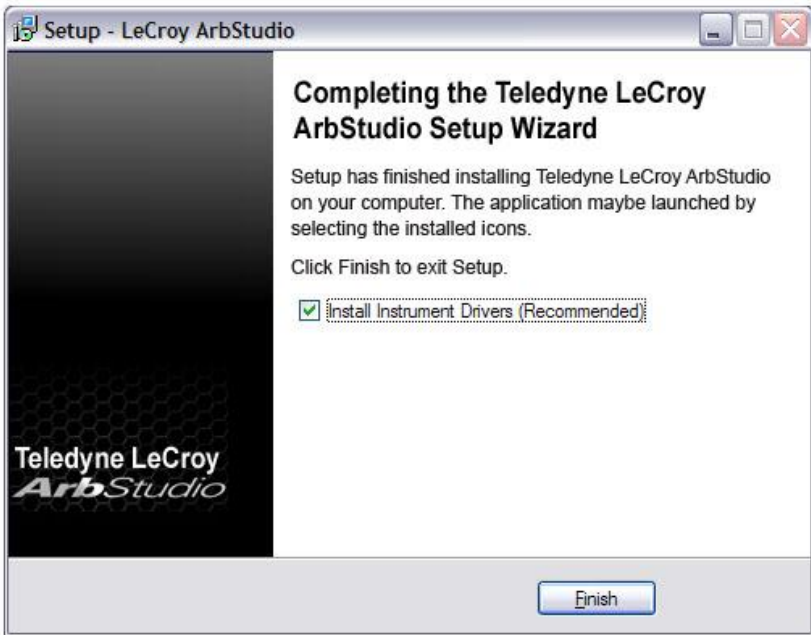 Setup - LeCroy ArbStudio
Completing the Teledyne LeCroy
ArbStudio Setup Wizard
Setup has finished installing Teledyne LeCroy ArbStudio
on your computer. The application maybe launched by
selecting the installed icons.
Click Finish to exit Setup.
Install Instrument Drivers (Recommended)
Teledyne LeCroy
ArbStudio
Finish